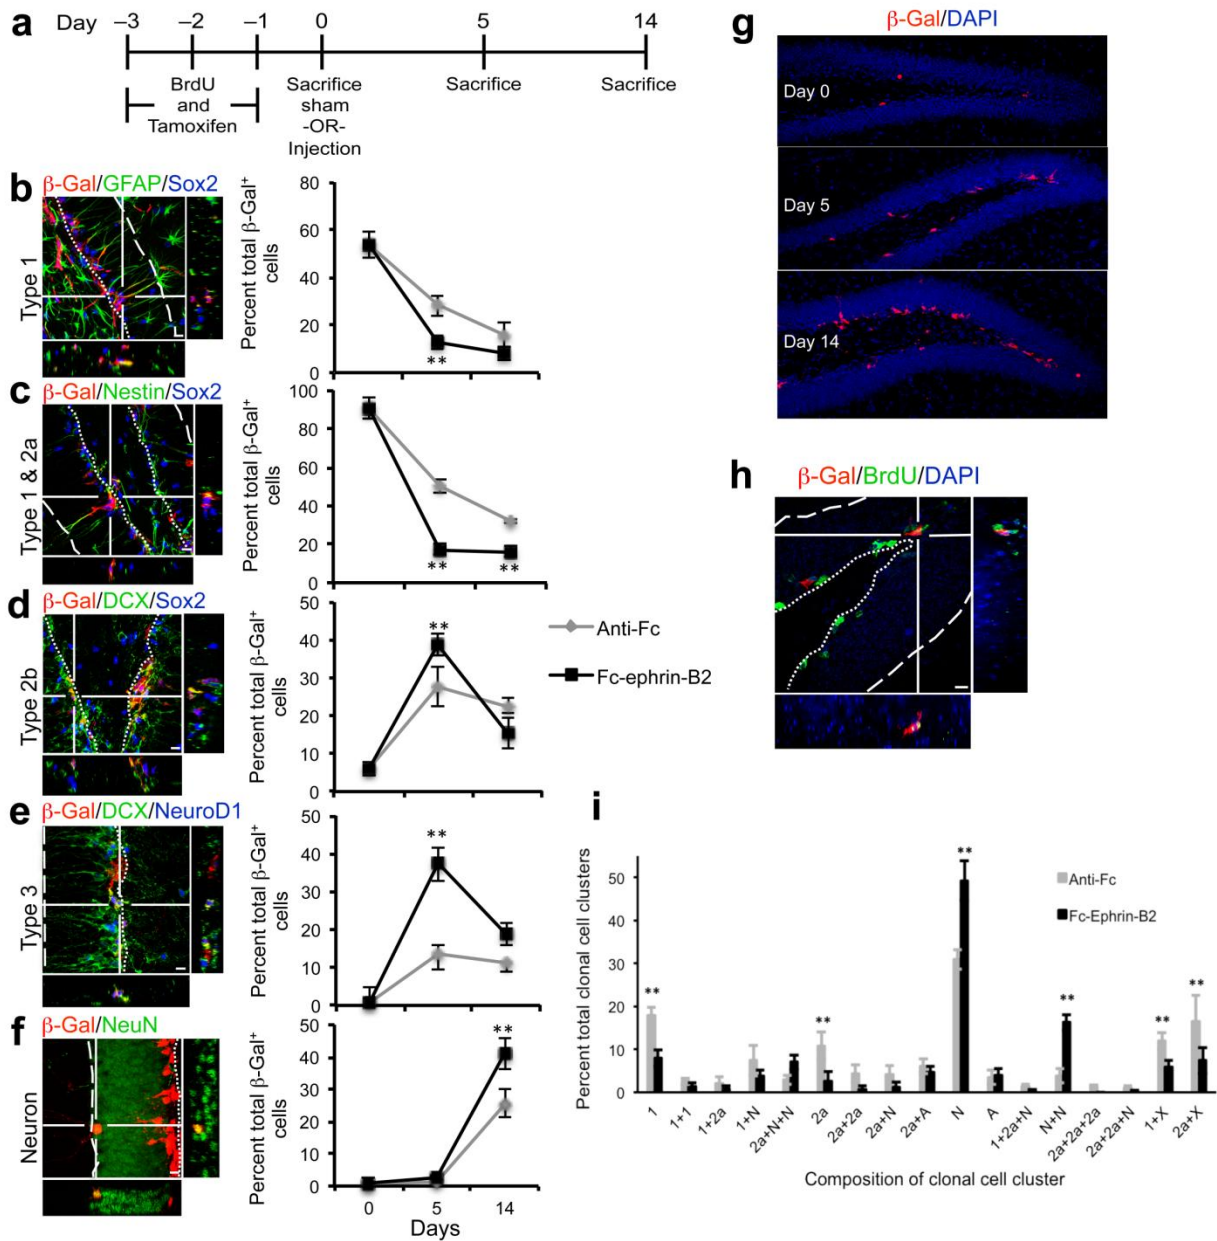 a
Day –3 –2 –1 0 5 14
BrdU
and
Tamoxifen
Sacrifice
sham
-OR-
Injection
Sacrifice
Sacrifice
b
β-Gal/GFAP/Sox2
Type 1
Percent total β-Gal⁺
cells
80
60
40
20
0
**
c
β-Gal/Nestin/Sox2
Type 1 & 2a
Percent total β-Gal⁺
cells
100
80
60
40
20
0
** **
d
β-Gal/DCX/Sox2
Type 2b
Percent total β-Gal⁺
cells
50
40
30
20
10
0
**
Anti-Fc
Fc-ephrin-B2
e
β-Gal/DCX/NeuroD1
Type 3
Percent total β-Gal⁺
cells
50
40
30
20
10
0
**
f
β-Gal/NeuN
Neuron
Percent total β-Gal⁺
cells
50
40
30
20
10
0
**
0 5 14
Days
g
β-Gal/DAPI
Day 0
Day 5
Day 14
h
β-Gal/BrdU/DAPI
i
Percent total clonal cell clusters
50
40
30
20
10
0
** ** ** ** ** **
Anti-Fc
Fc-Ephrin-B2
1
1+1
1+2a
1+N
2a+N+N
2a
2a+2a
2a+N
2a+A
N
A
1+2a+N
N+N
2a+2a+2a
2a+2a+N
1+X
2a+X
Composition of clonal cell cluster